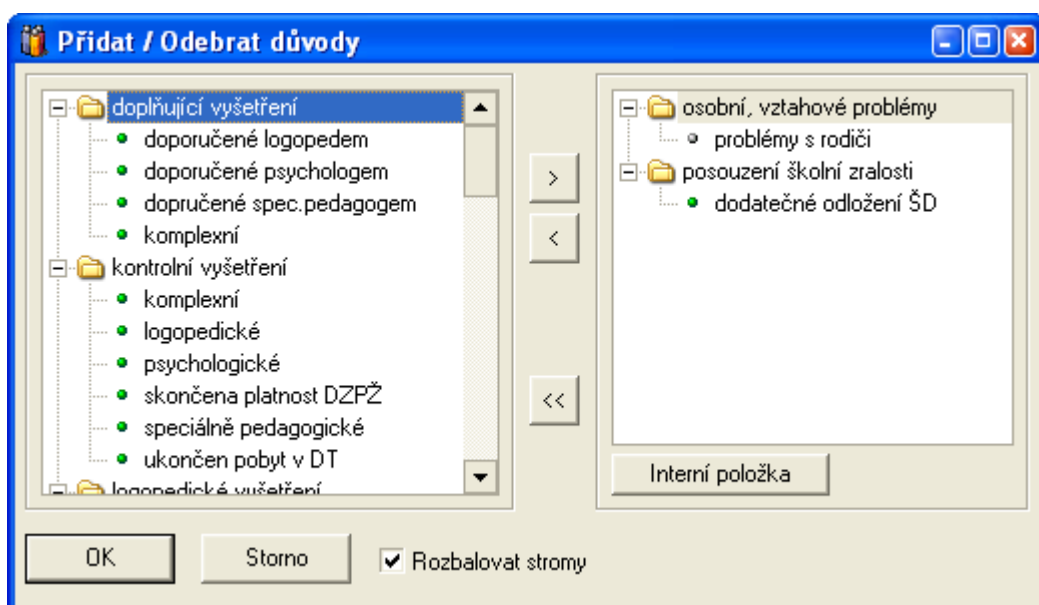 Přidat / Odebrat důvody
doplňující vyšetření
doporučené logopedem
doporučené psychologem
dopručené spec.pedagogem
komplexní
kontrolní vyšetření
komplexní
logopedické
psychologické
skončena platnost DZPŽ
speciálně pedagogické
ukončen pobyt v DT
logopedické vyšetření
>
<
<<
osobní, vztahové problémy
problémy s rodiči
posouzení školní zralosti
dodatečné odložení ŠD
Interní položka
OK
Storno
Rozbalovat stromy